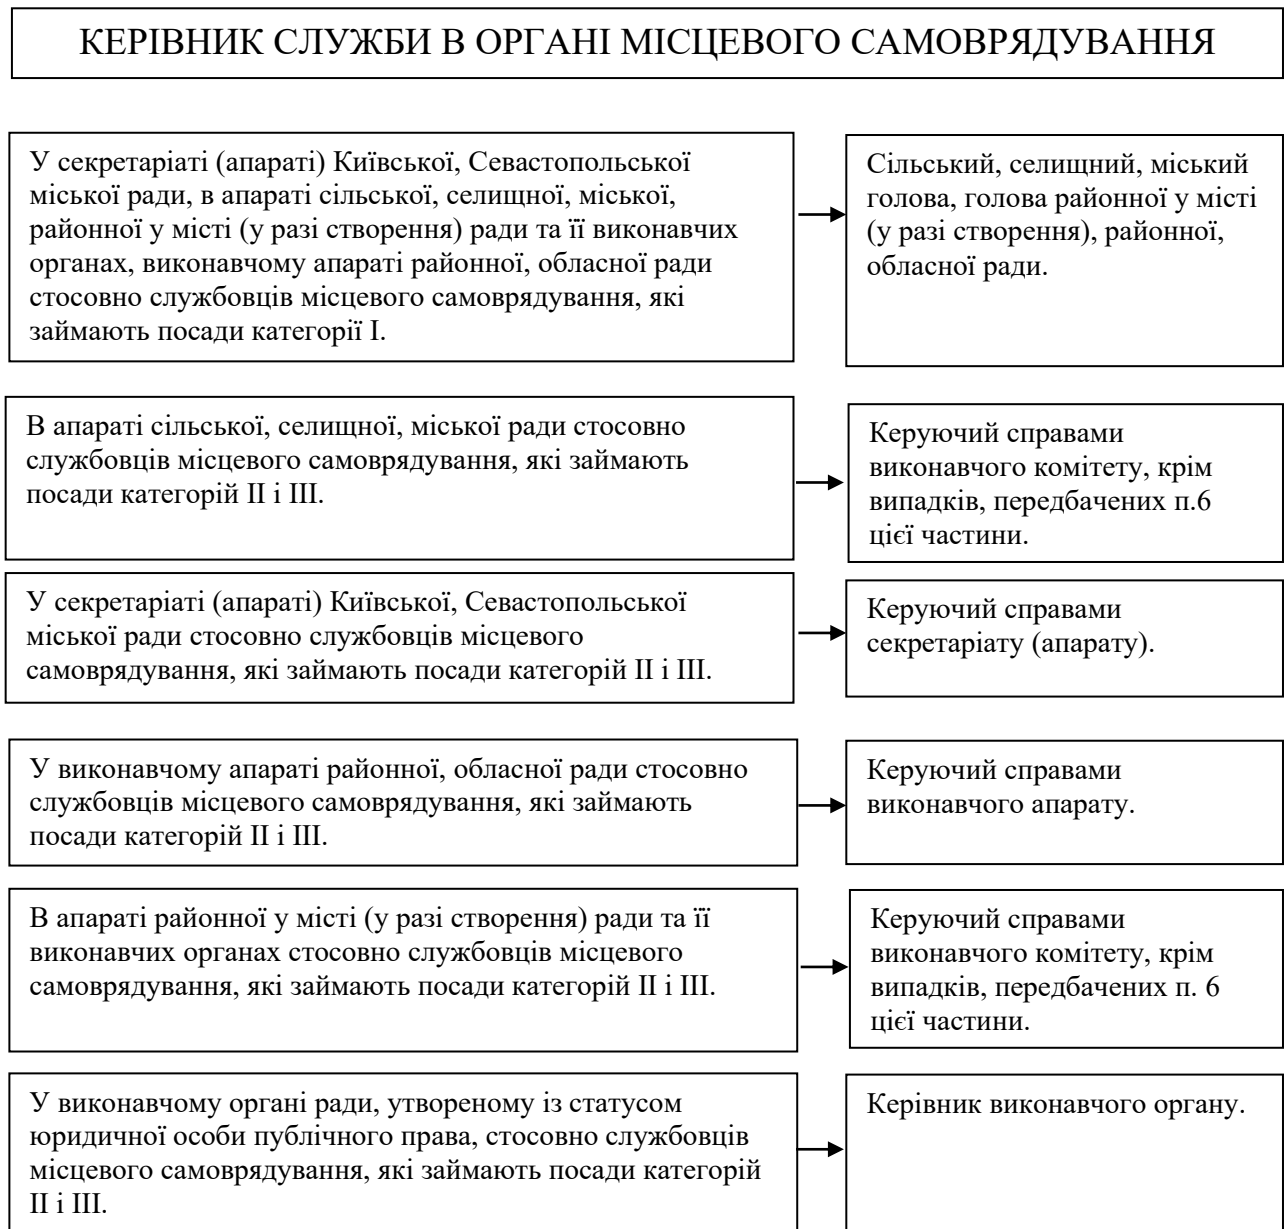 КЕРІВНИК СЛУЖБИ В ОРГАНІ МІСЦЕВОГО САМОВРЯДУВАННЯ
У секретаріаті (апараті) Київської, Севастопольської
міської ради, в апараті сільської, селищної, міської,
районної у місті (у разі створення) ради та її виконавчих
органах, виконавчому апараті районної, обласної ради
стосовно службовців місцевого самоврядування, які
займають посади категорії І.
Сільський, селищний, міський
голова, голова районної у місті
(у разі створення), районної,
обласної ради.
В апараті сільської, селищної, міської ради стосовно
службовців місцевого самоврядування, які займають
посади категорій ІІ і ІІІ.
Керуючий справами
виконавчого комітету, крім
випадків, передбачених п.6
цієї частини.
У секретаріаті (апараті) Київської, Севастопольської
міської ради стосовно службовців місцевого
самоврядування, які займають посади категорій ІІ і ІІІ.
Керуючий справами
секретаріату (апарату).
У виконавчому апараті районної, обласної ради стосовно
службовців місцевого самоврядування, які займають
посади категорій ІІ і ІІІ.
Керуючий справами
виконавчого апарату.
В апараті районної у місті (у разі створення) ради та її
виконавчих органах стосовно службовців місцевого
самоврядування, які займають посади категорій ІІ і ІІІ.
Керуючий справами
виконавчого комітету, крім
випадків, передбачених п. 6
цієї частини.
У виконавчому органі ради, утвореному із статусом
юридичної особи публічного права, стосовно службовців
місцевого самоврядування, які займають посади категорій
ІІ і ІІІ.
Керівник виконавчого органу.